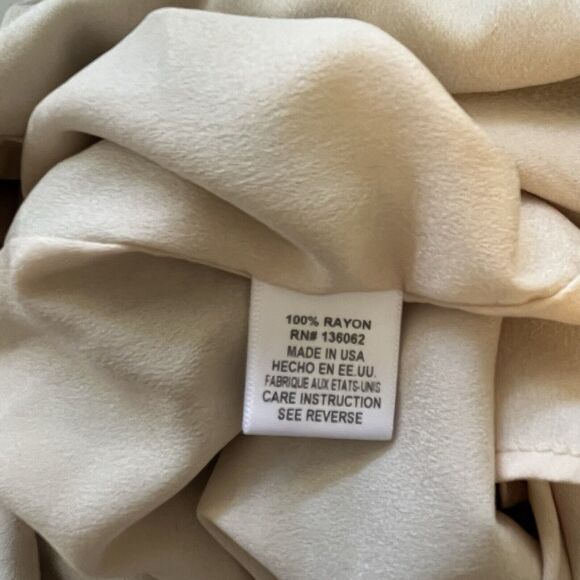 100% RAYON
RN# 136062
MADE IN USA
HECHO EN EE.UU.
FABRIQUE AUX ETATS-UNIS
CARE INSTRUCTION
SEE REVERSE